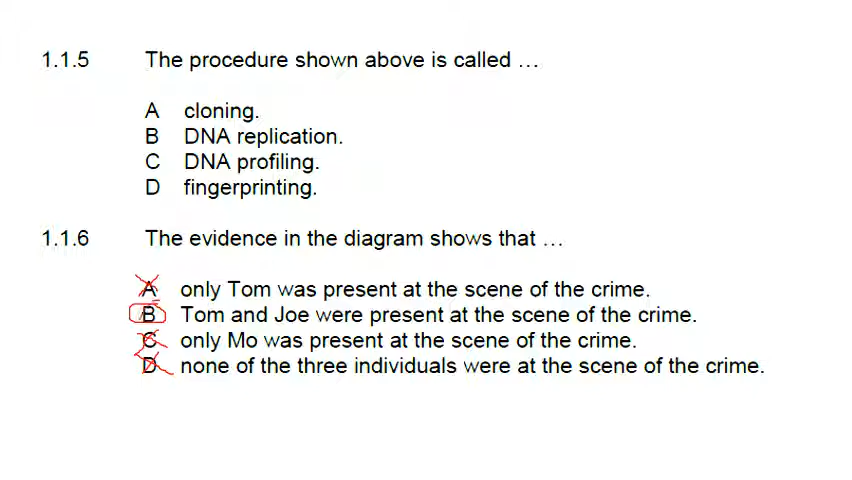 1.1.5 The procedure shown above is called …
A cloning.
B DNA replication.
C DNA profiling.
D fingerprinting.
1.1.6 The evidence in the diagram shows that …
A only Tom was present at the scene of the crime.
B Tom and Joe were present at the scene of the crime.
C only Mo was present at the scene of the crime.
D none of the three individuals were at the scene of the crime.